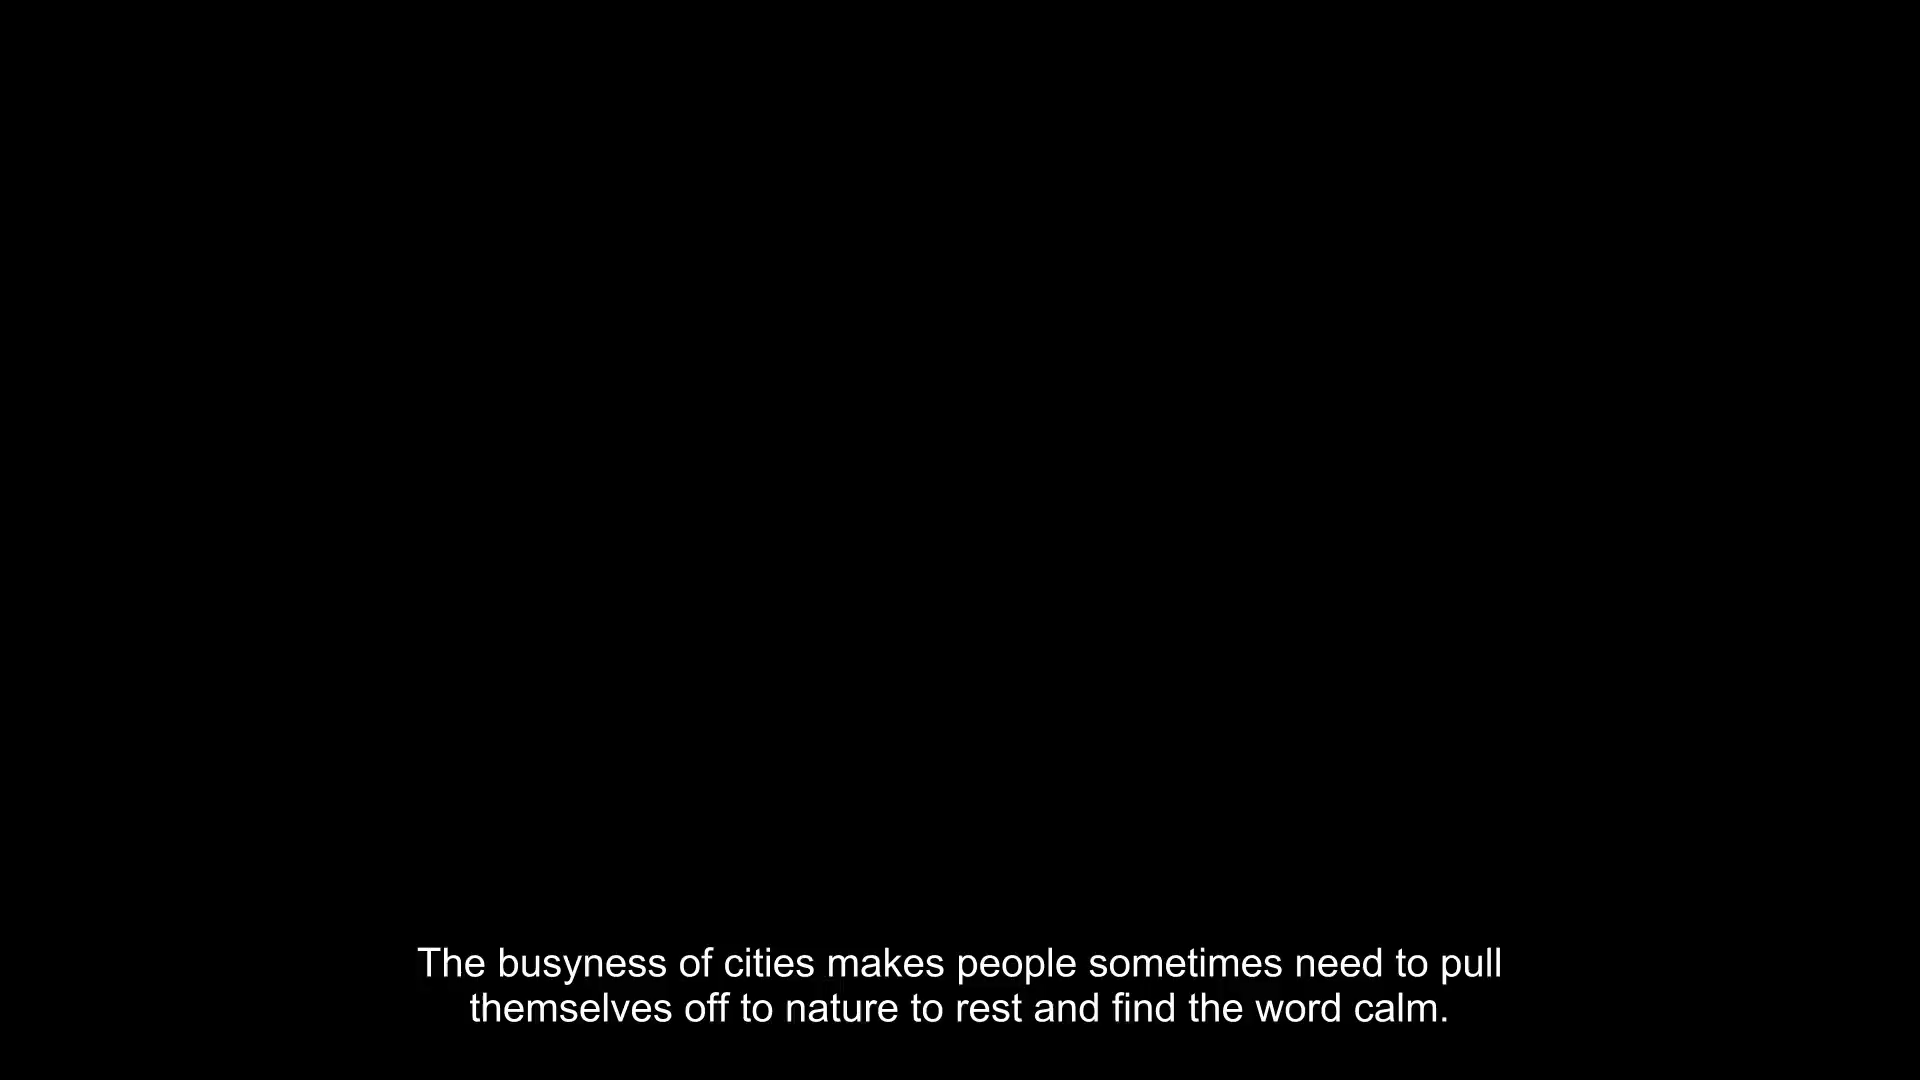 The busyness of cities makes people sometimes need to pull
themselves off to nature to rest and find the word calm.